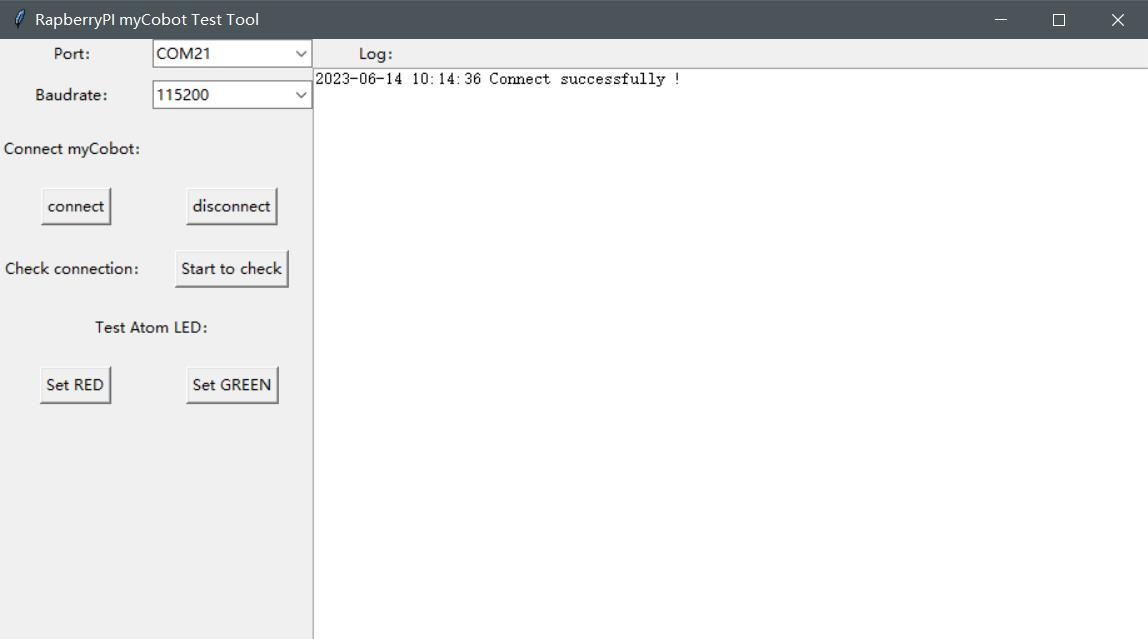 RapberryPI myCobot Test Tool
Port:
COM21
Log:
2023-06-14 10:14:36 Connect successfully !
Baudrate:
115200
Connect myCobot:
connect
disconnect
Check connection:
Start to check
Test Atom LED:
Set RED
Set GREEN